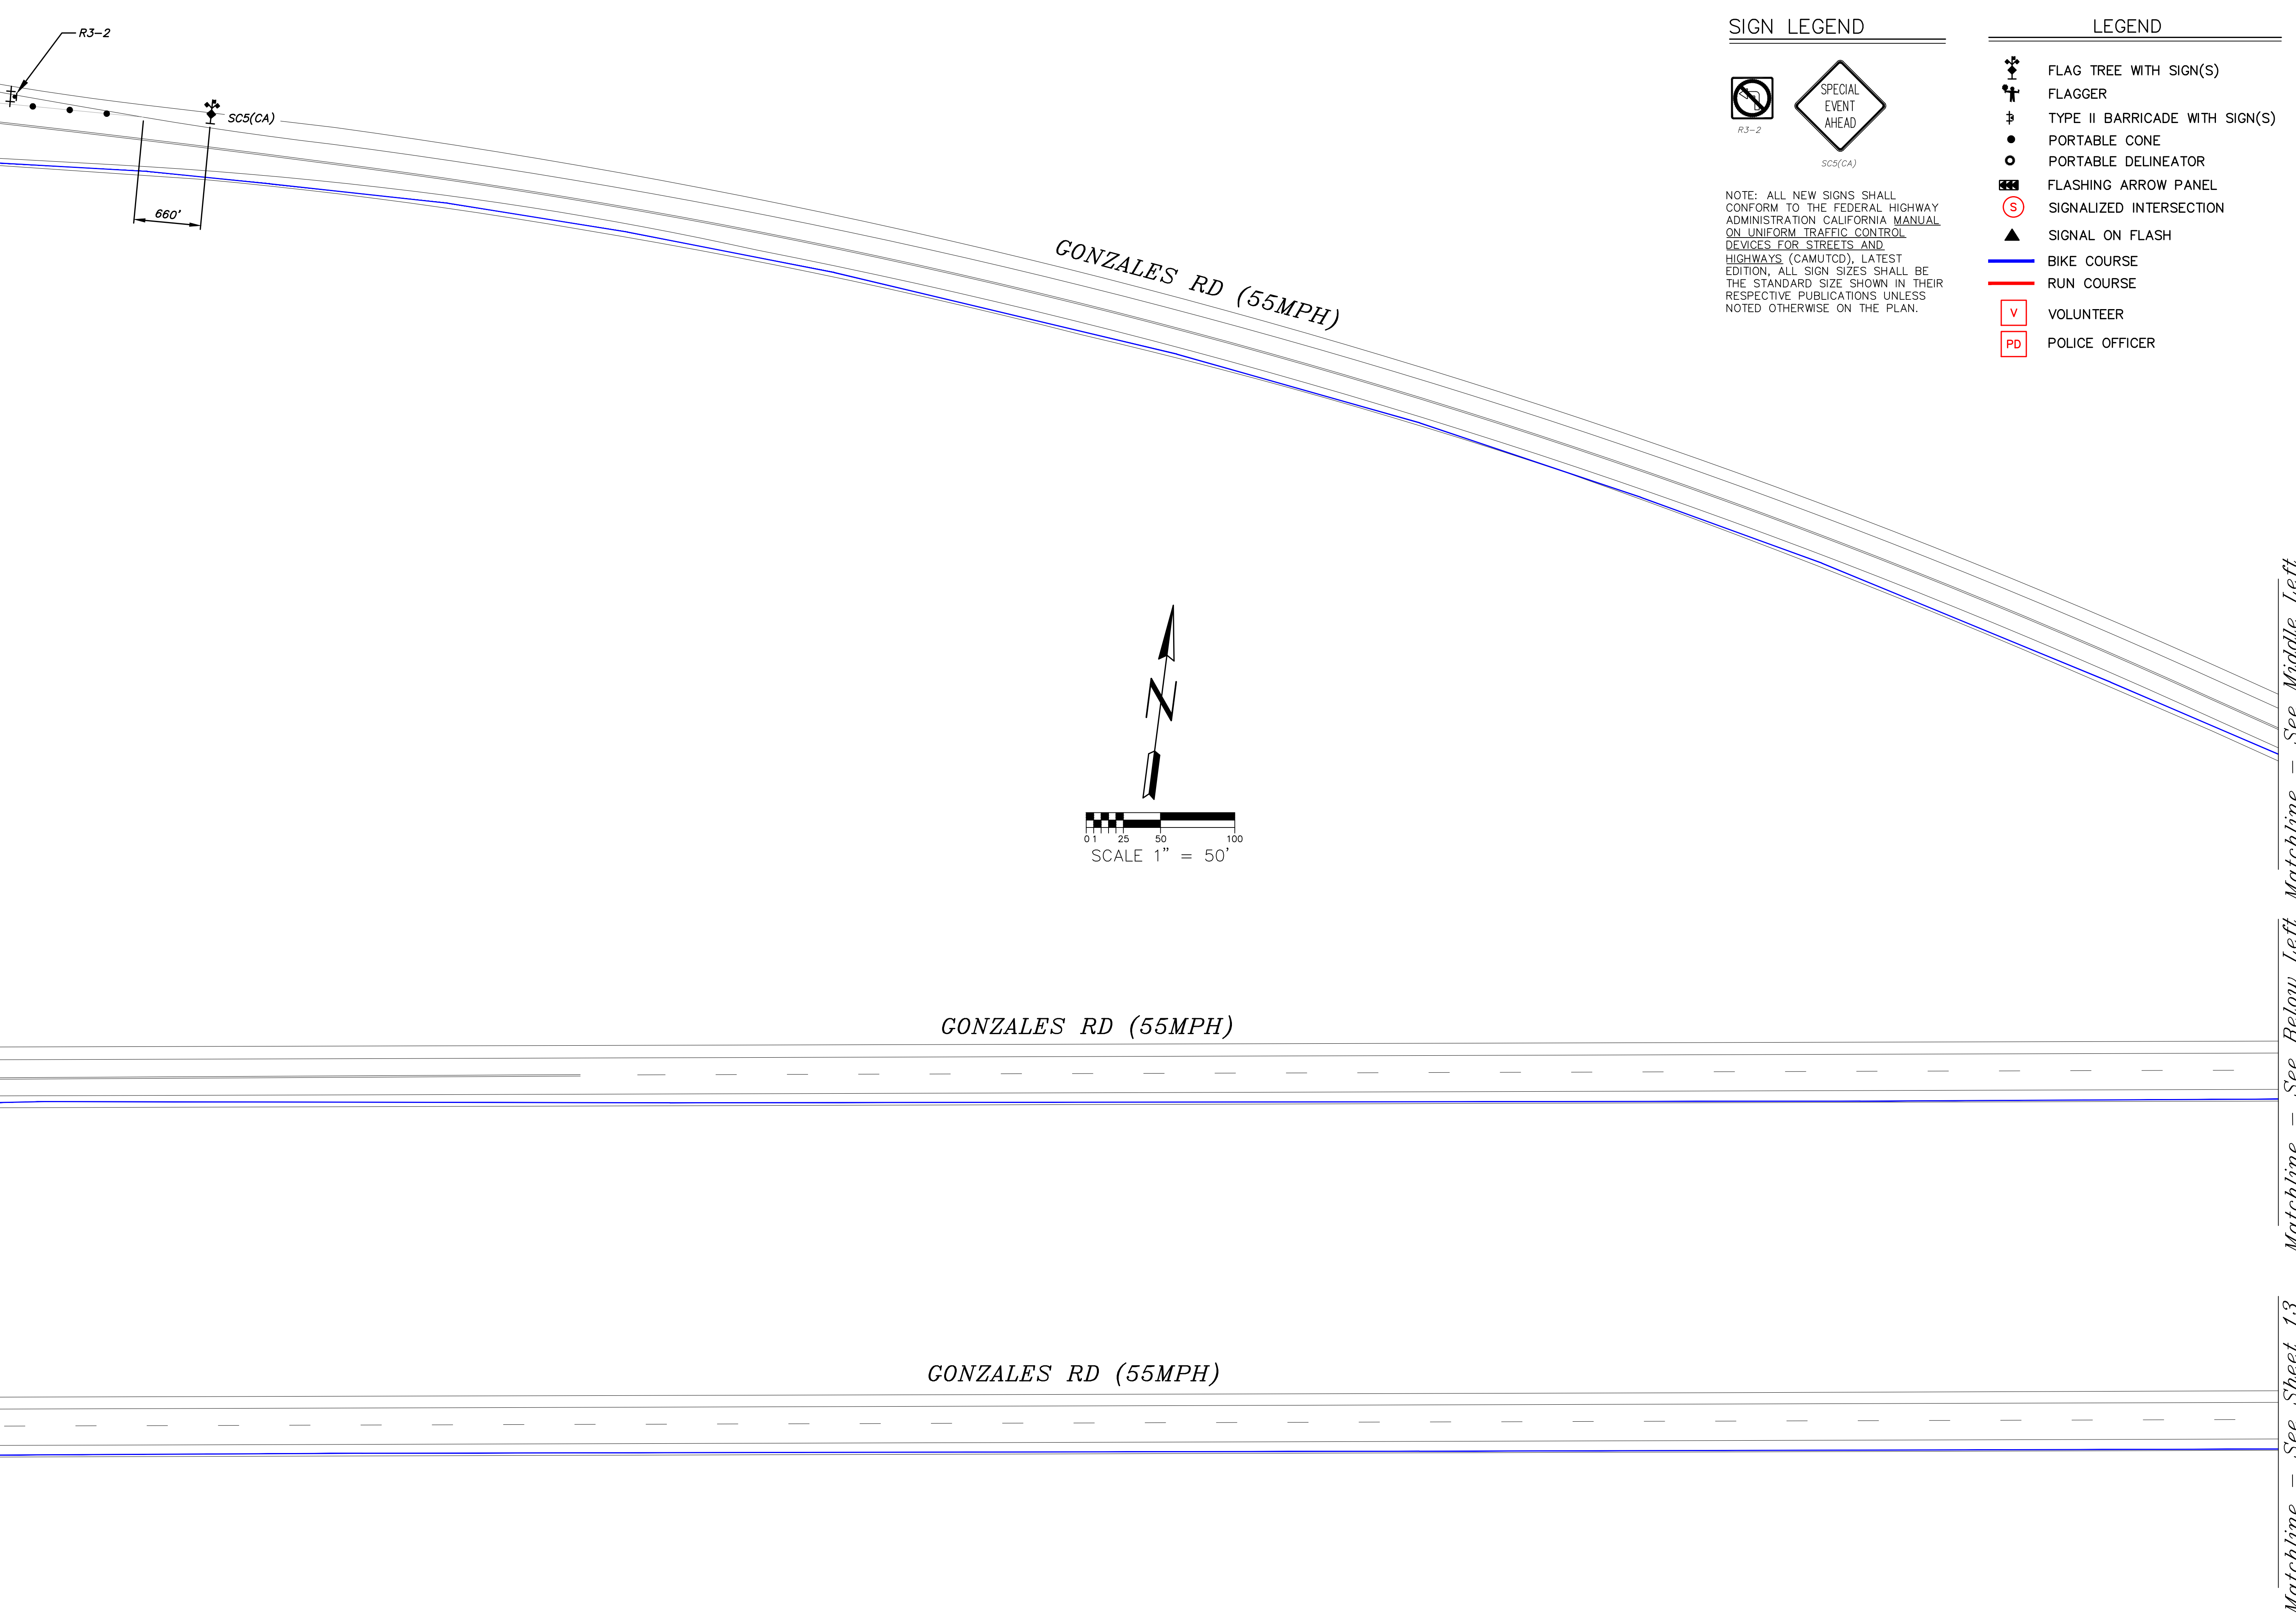 R3-2
SC5(CA)
660'
GONZALES RD (55MPH)
SIGN LEGEND
SPECIAL
EVENT
AHEAD
R3-2
SC5(CA)
NOTE: ALL NEW SIGNS SHALL
CONFORM TO THE FEDERAL HIGHWAY
ADMINISTRATION CALIFORNIA MANUAL
ON UNIFORM TRAFFIC CONTROL
DEVICES FOR STREETS AND
HIGHWAYS (CAMUTCD), LATEST
EDITION, ALL SIGN SIZES SHALL BE
THE STANDARD SIZE SHOWN IN THEIR
RESPECTIVE PUBLICATIONS UNLESS
NOTED OTHERWISE ON THE PLAN.
LEGEND
FLAG TREE WITH SIGN(S)
FLAGGER
TYPE II BARRICADE WITH SIGN(S)
PORTABLE CONE
PORTABLE DELINEATOR
FLASHING ARROW PANEL
S SIGNALIZED INTERSECTION
SIGNAL ON FLASH
BIKE COURSE
RUN COURSE
V VOLUNTEER
PD POLICE OFFICER
N
0 1 25 50 100
SCALE 1" = 50'
Matchline - See Middle Left
GONZALES RD (55MPH)
Matchline - See Below Left
GONZALES RD (55MPH)
Matchline - See Sheet 13